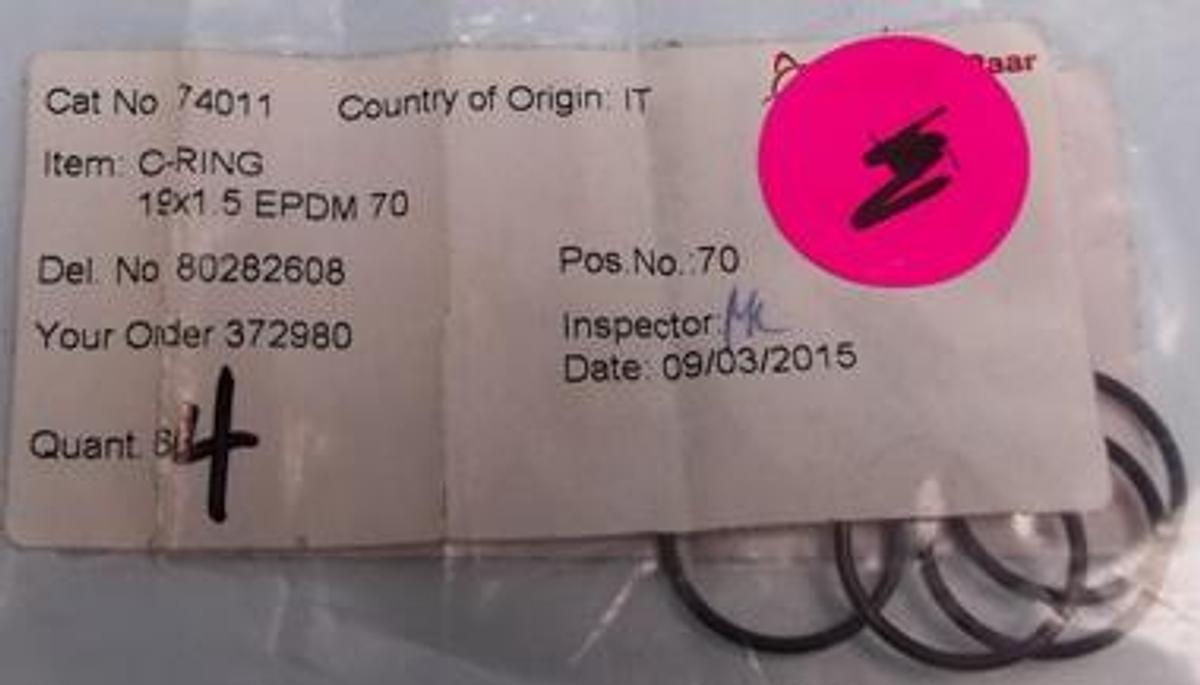 Cat No 74011 Country of Origin: IT
Item: O-RING
19x1.5 EPDM 70
Del. No 80282608
Pos.No.:70
Your Order 372980
Inspector:
Date: 09/03/2015
Quant. 4